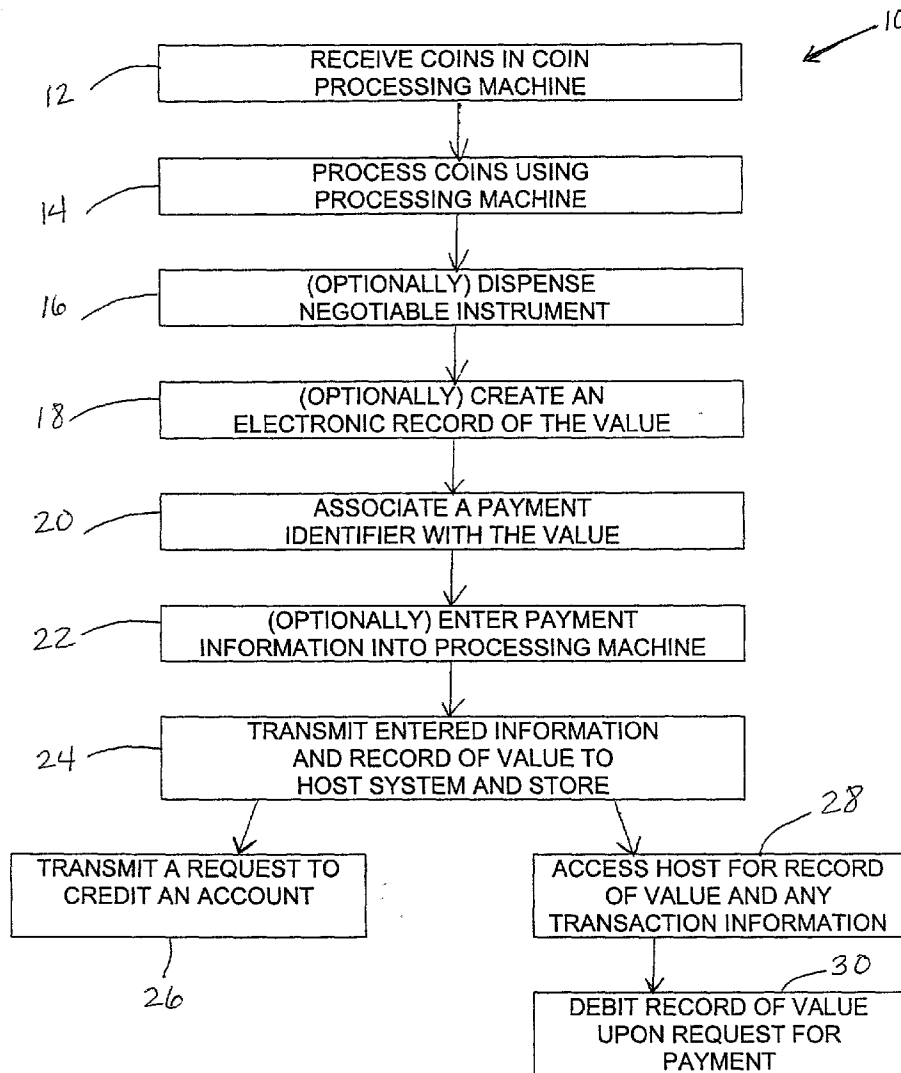 10
RECEIVE COINS IN COIN
PROCESSING MACHINE
12
PROCESS COINS USING
PROCESSING MACHINE
14
(OPTIONALLY) DISPENSE
NEGOTIABLE INSTRUMENT
16
(OPTIONALLY) CREATE AN
ELECTRONIC RECORD OF THE VALUE
18
ASSOCIATE A PAYMENT
IDENTIFIER WITH THE VALUE
20
(OPTIONALLY) ENTER PAYMENT
INFORMATION INTO PROCESSING MACHINE
22
TRANSMIT ENTERED INFORMATION
AND RECORD OF VALUE TO
HOST SYSTEM AND STORE
24
TRANSMIT A REQUEST TO
CREDIT AN ACCOUNT
26
28
ACCESS HOST FOR RECORD
OF VALUE AND ANY
TRANSACTION INFORMATION
30
DEBIT RECORD OF VALUE
UPON REQUEST FOR
PAYMENT